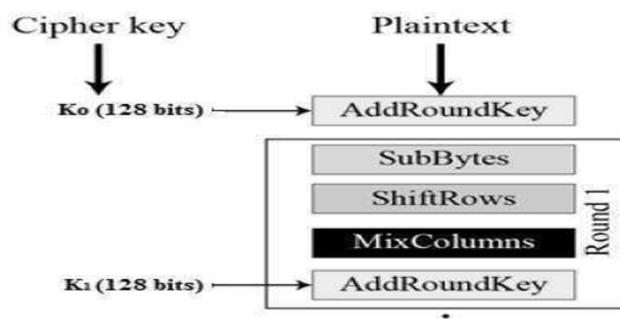 Cipher key
Plaintext
K₀ (128 bits)
AddRoundKey
SubBytes
ShiftRows
MixColumns
Round 1
K₁ (128 bits)
AddRoundKey